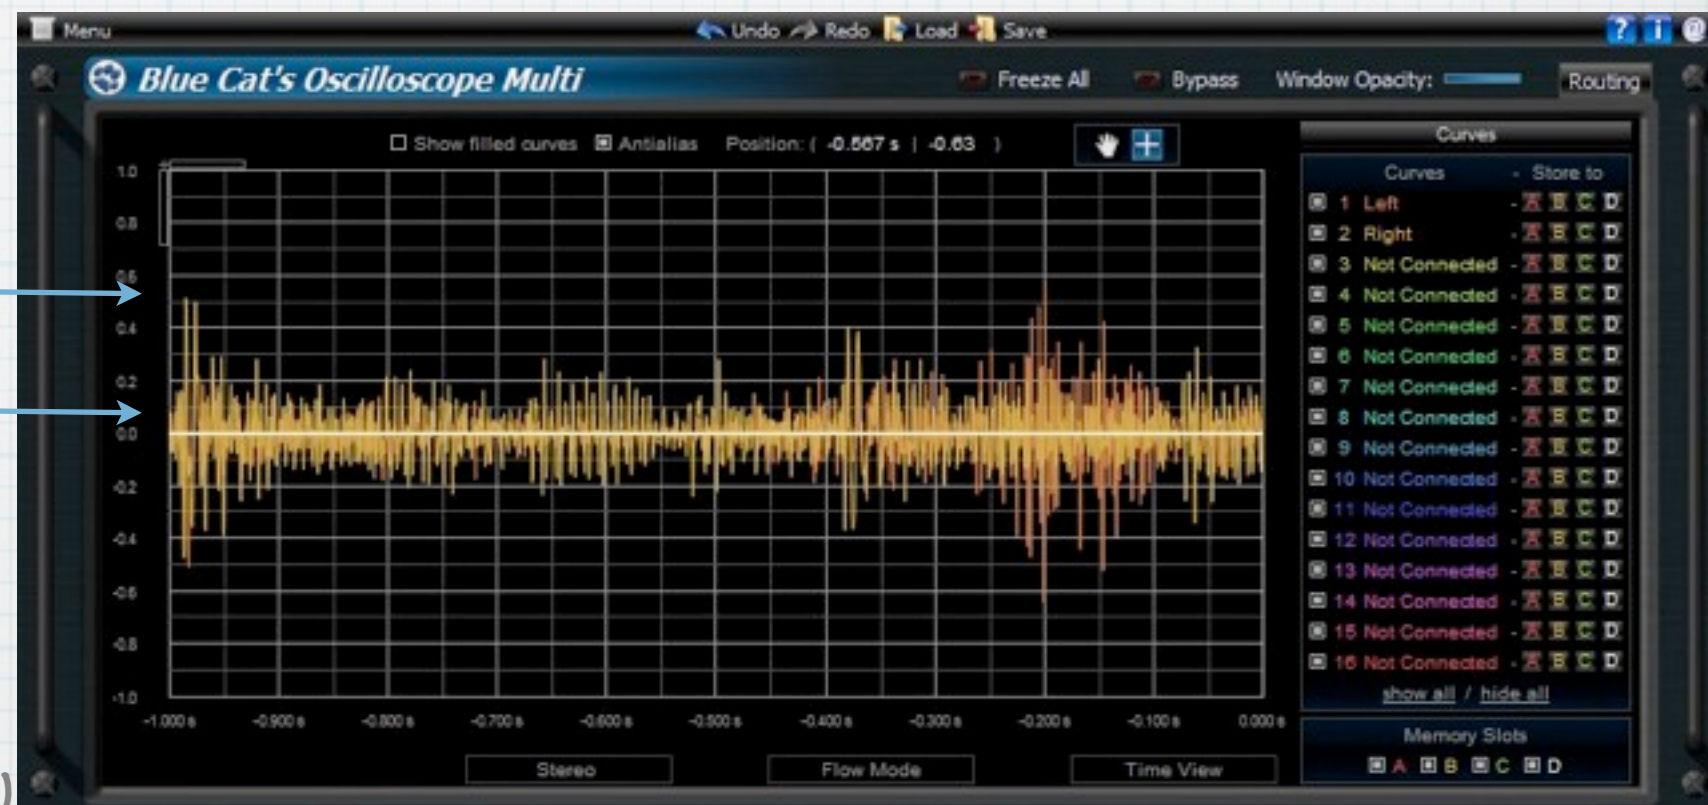 Menu Undo Redo Load Save ? i @
Blue Cat's Oscilloscope Multi Freeze All Bypass Window Opacity: Routing
Show filled curves Antialias Position: ( -0.567 s | -0.63 )
1.0
0.8
0.6
0.4
0.2
0.0
-0.2
-0.4
-0.6
-0.8
-1.0
-1.000 s -0.900 s -0.800 s -0.700 s -0.600 s -0.500 s -0.400 s -0.300 s -0.200 s -0.100 s 0.000 s
Stereo Flow Mode Time View
Curves
Curves - Store to
1 Left - A B C D
2 Right - A B C D
3 Not Connected - A B C D
4 Not Connected - A B C D
5 Not Connected - A B C D
6 Not Connected - A B C D
7 Not Connected - A B C D
8 Not Connected - A B C D
9 Not Connected - A B C D
10 Not Connected - A B C D
11 Not Connected - A B C D
12 Not Connected - A B C D
13 Not Connected - A B C D
14 Not Connected - A B C D
15 Not Connected - A B C D
16 Not Connected - A B C D
show all / hide all
Memory Slots
A B C D
)